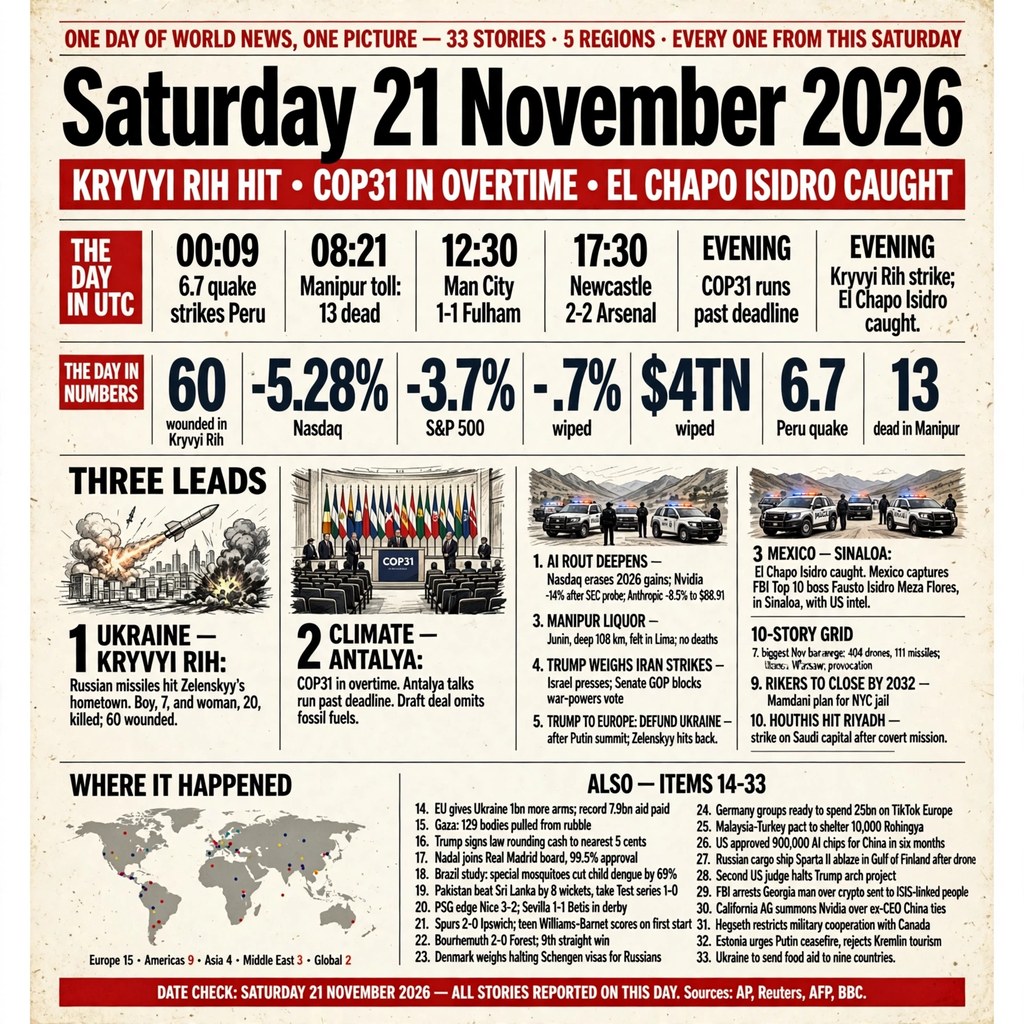 ONE DAY OF WORLD NEWS, ONE PICTURE — 33 STORIES · 5 REGIONS · EVERY ONE FROM THIS SATURDAY
Saturday 21 November 2026
KRYVYI RIH HIT • COP31 IN OVERTIME • EL CHAPO ISIDRO CAUGHT
THE
DAY
IN UTC
00:09
6.7 quake
strikes Peru
08:21
Manipur toll:
13 dead
12:30
Man City
1-1 Fulham
17:30
Newcastle
2-2 Arsenal
EVENING
COP31 runs
past deadline
EVENING
Kryvyi Rih strike;
El Chapo Isidro
caught.
THE DAY IN
NUMBERS
60
wounded in
Kryvyi Rih
-5.28%
Nasdaq
-3.7%
S&P 500
-.7%
wiped
$4TN
wiped
6.7
Peru quake
13
dead in Manipur
THREE LEADS
1 UKRAINE —
KRYVYI RIH:
Russian missiles hit Zelenskyy's
hometown. Boy, 7, and woman, 20,
killed; 60 wounded.
COP31
2 CLIMATE —
ANTALYA:
COP31 in overtime. Antalya talks
run past deadline. Draft deal omits
fossil fuels.
1. AI ROUT DEEPENS —
Nasdaq erases 2026 gains; Nvidia
-14% after SEC probe; Anthropic -8.5% to $88.91
3. MANIPUR LIQUOR —
Junin, deep 108 km, felt in Lima; no deaths
4. TRUMP WEIGHS IRAN STRIKES —
Israel presses; Senate GOP blocks
war-powers vote
5. TRUMP TO EUROPE: DEFUND UKRAINE —
after Putin summit; Zelenskyy hits back.
3 MEXICO — SINALOA:
El Chapo Isidro caught. Mexico captures
FBI Top 10 boss Fausto Isidro Meza Flores,
in Sinaloa, with US intel.
10-STORY GRID
7. biggest Nov 404 drones, 111 missiles;
provocation
9. RIKERS TO CLOSE BY 2032 —
Mamdani plan for NYC jail
10. HOUTHIS HIT RIYADH —
strike on Saudi capital after covert mission.
WHERE IT HAPPENED
Europe 15 • Americas 9 • Asia 4 • Middle East 3 • Global 2
ALSO — ITEMS 14-33
14. EU gives Ukraine 1bn more arms; record 7.9bn aid paid
15. Gaza: 129 bodies pulled from rubble
16. Trump signs law rounding cash to nearest 5 cents
17. Nadal joins Real Madrid board, 99.5% approval
18. Brazil study: special mosquitoes cut child dengue by 69%
19. Pakistan beat Sri Lanka by 8 wickets, take Test series 1-0
20. PSG edge Nice 3-2; Sevilla 1-1 Betis in derby
21. Spurs 2-0 Ipswich; teen Williams-Barnet scores on first start
22. Bournemuth 2-0 Forest; 9th straight win
23. Denmark weighs halting Schengen visas for Russians
24. Germany groups ready to spend 25bn on TikTok Europe
25. Malaysia-Turkey pact to shelter 10,000 Rohingya
26. US approved 900,000 AI chips for China in six months
27. Russian cargo ship Sparta II ablaze in Gulf of Finland after drone
28. Second US judge halts Trump arch project
29. FBI arrests Georgia man over crypto sent to ISIS-linked people
30. California AG summons Nvidia over ex-CEO China ties
31. Hegseth restricts military cooperation with Canada
32. Estonia urges Putin ceasefire, rejects Kremlin tourism
33. Ukraine to send food aid to nine countries.
DATE CHECK: SATURDAY 21 NOVEMBER 2026 — ALL STORIES REPORTED ON THIS DAY. Sources: AP, Reuters, AFP, BBC.